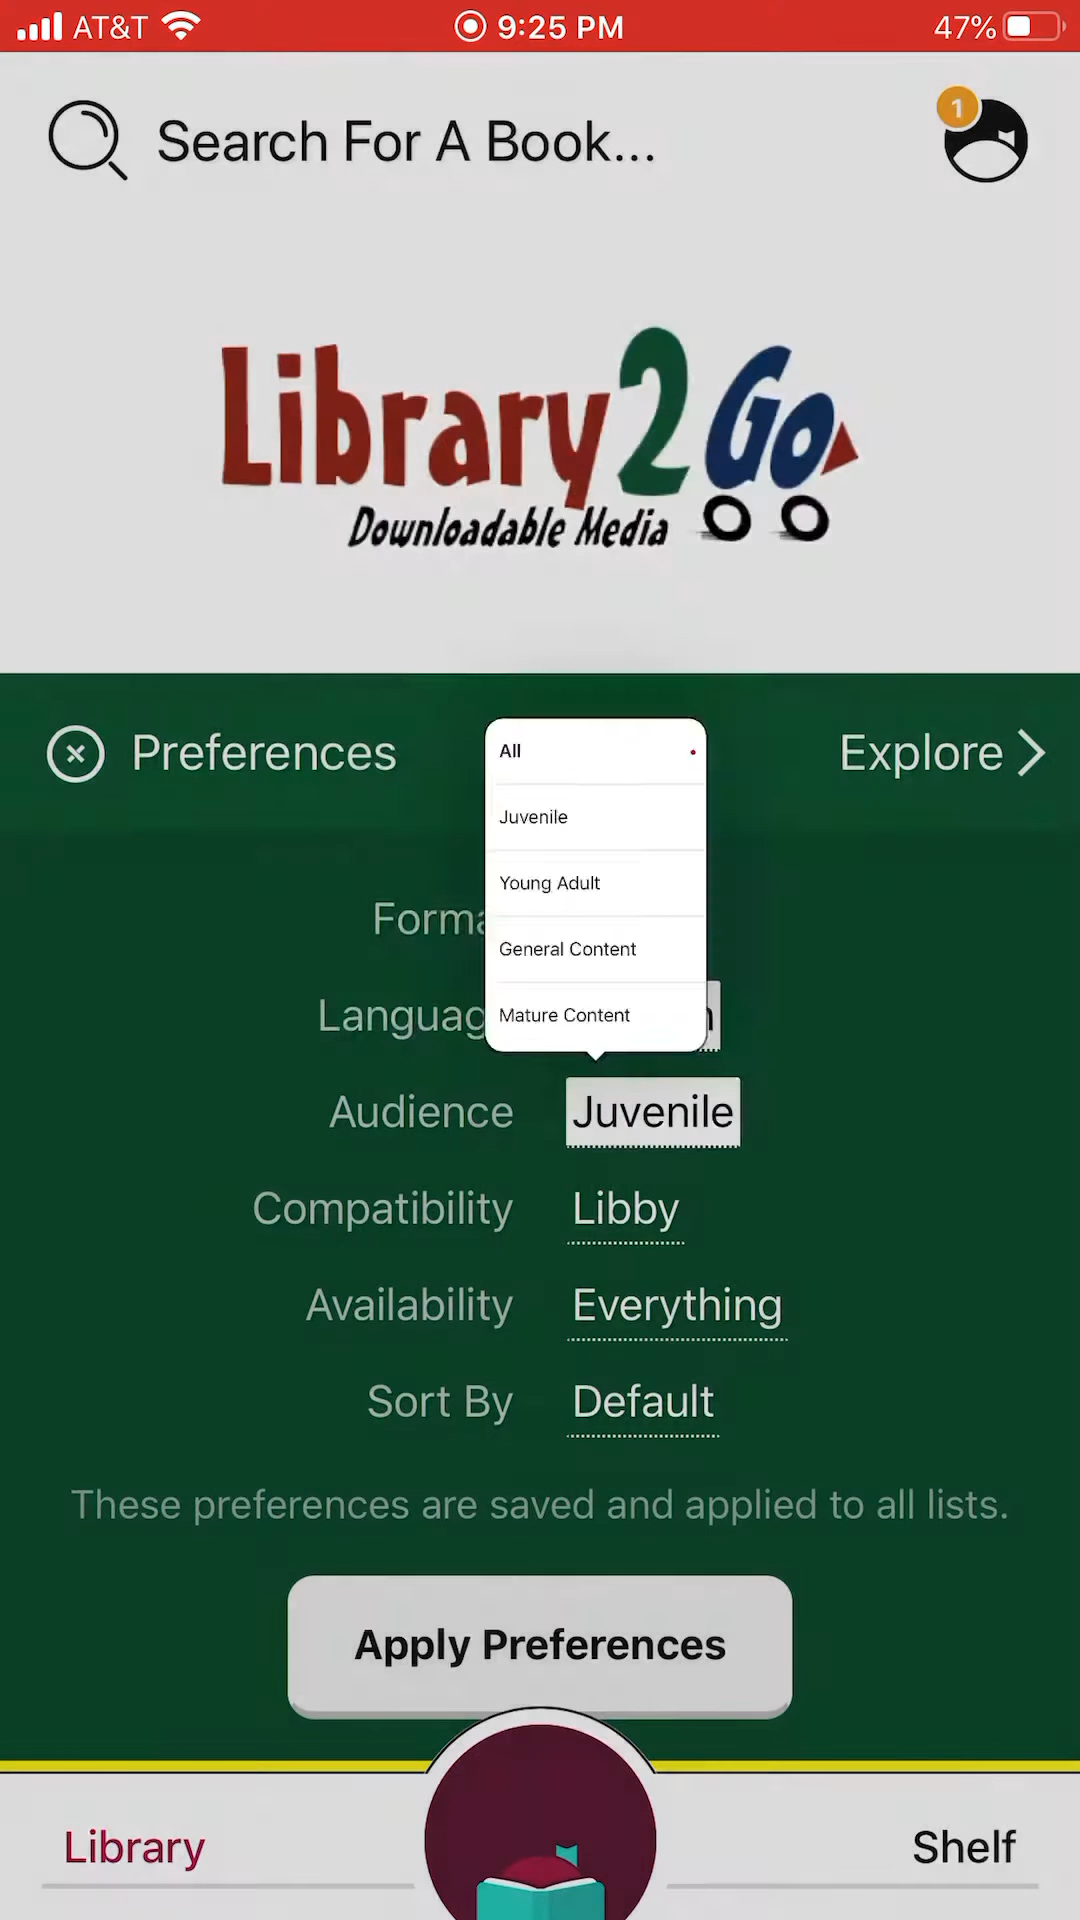 AT&T 9:25 PM 47%
Search For A Book...
1
Library2Go
Downloadable Media
Preferences
Explore
All
Juvenile
Young Adult
General Content
Mature Content
Forma
Languag
Audience Juvenile
Compatibility Libby
Availability Everything
Sort By Default
These preferences are saved and applied to all lists.
Apply Preferences
Library
Shelf